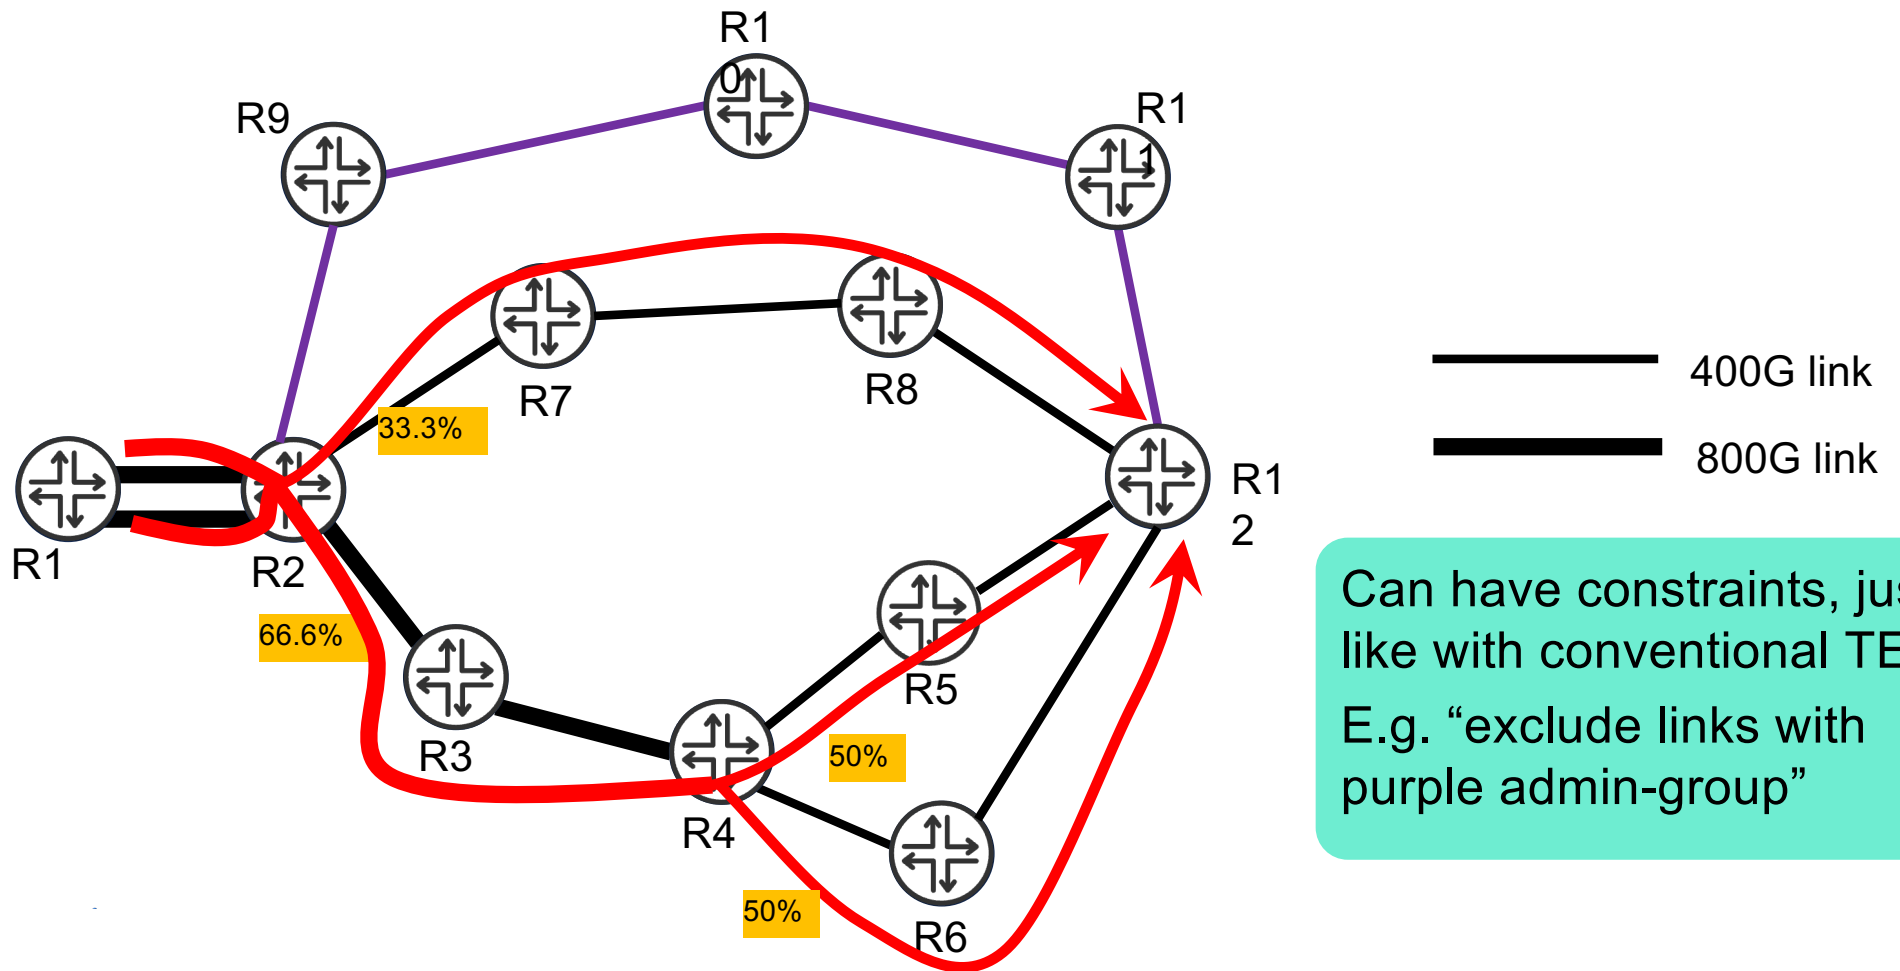 R1
0
R9
R1
1
33.3%
R7
R8
400G link
800G link
R1
2
R1
R2
66.6%
R5
R3
50%
R4
50%
R6
Can have constraints, jus
like with conventional TE
E.g. “exclude links with
purple admin-group”